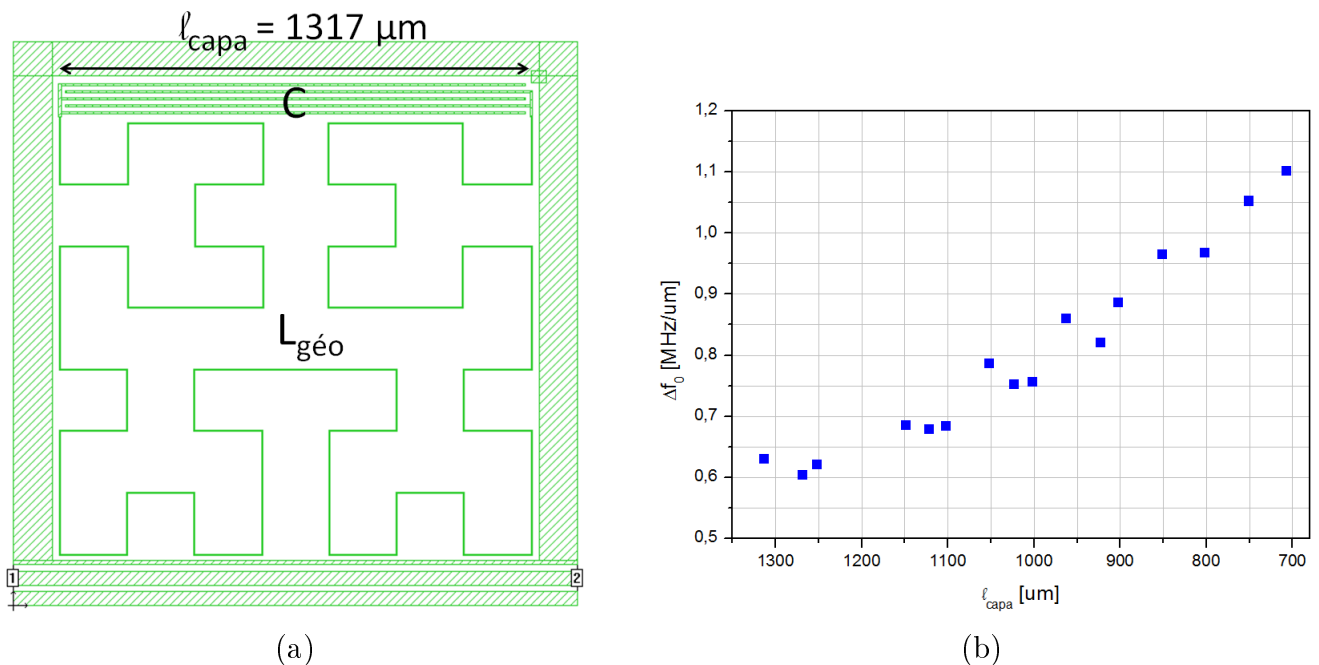 ℓcapa = 1317 µm
C
Lgéo
1
2
(a)
1,2
1,1
1,0
0,9
0,8
0,7
0,6
0,5
Δf0 [MHz/um]
1300 1200 1100 1000 900 800 700
ℓcapa [um]
(b)